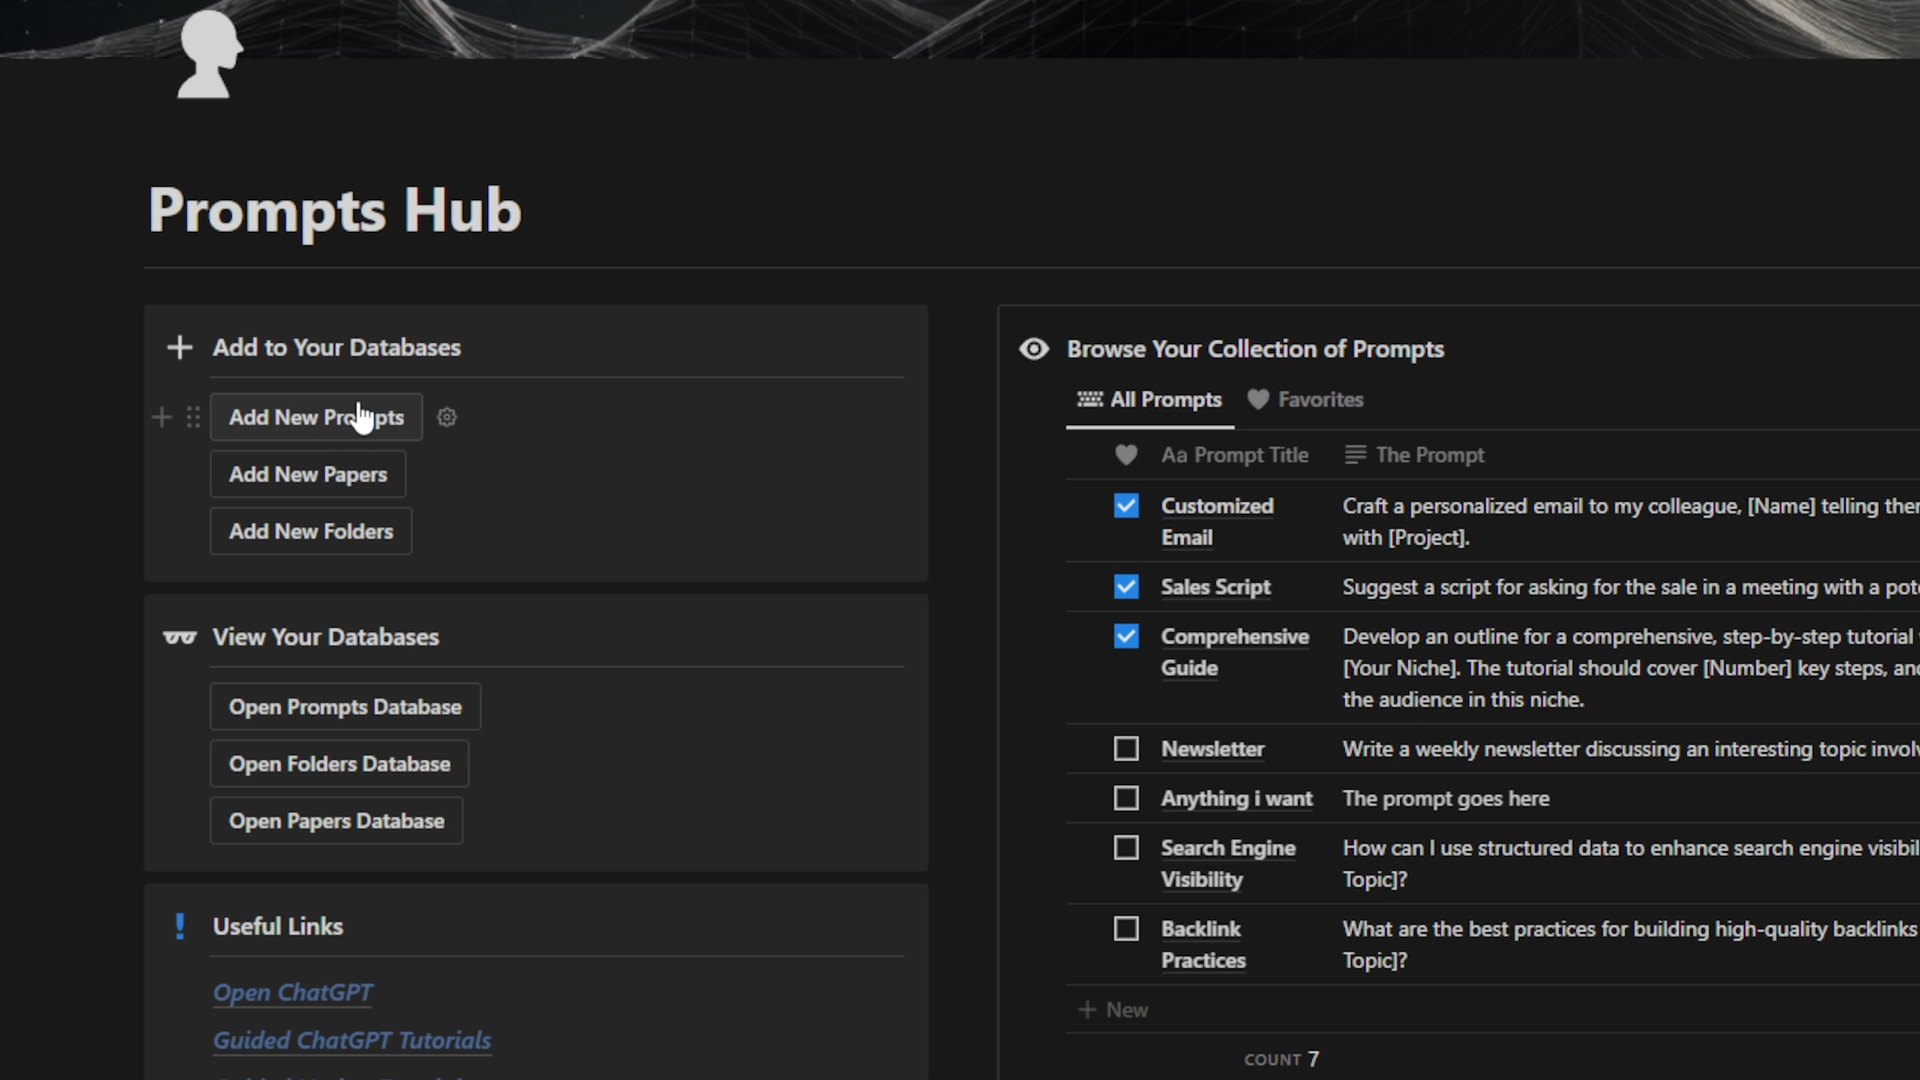 Prompts Hub
Add to Your Databases
Add New Prompts
Add New Papers
Add New Folders
View Your Databases
Open Prompts Database
Open Folders Database
Open Papers Database
Useful Links
Open ChatGPT
Guided ChatGPT Tutorials
Browse Your Collection of Prompts
All Prompts Favorites
Aa Prompt Title The Prompt
Customized Craft a personalized email to my colleague, [Name] telling
Email with [Project].
Sales Script Suggest a script for asking for the sale in a meeting with a
Comprehensive Develop an outline for a comprehensive, step-by-step tutorial
Guide [Your Niche]. The tutorial should cover [Number] key steps,
the audience in this niche.
Newsletter Write a weekly newsletter discussing an interesting topic
Anything i want The prompt goes here
Search Engine How can I use structured data to enhance search engine
Visibility Topic]?
Backlink What are the best practices for building high-quality backlinks
Practices Topic]?
New
COUNT 7